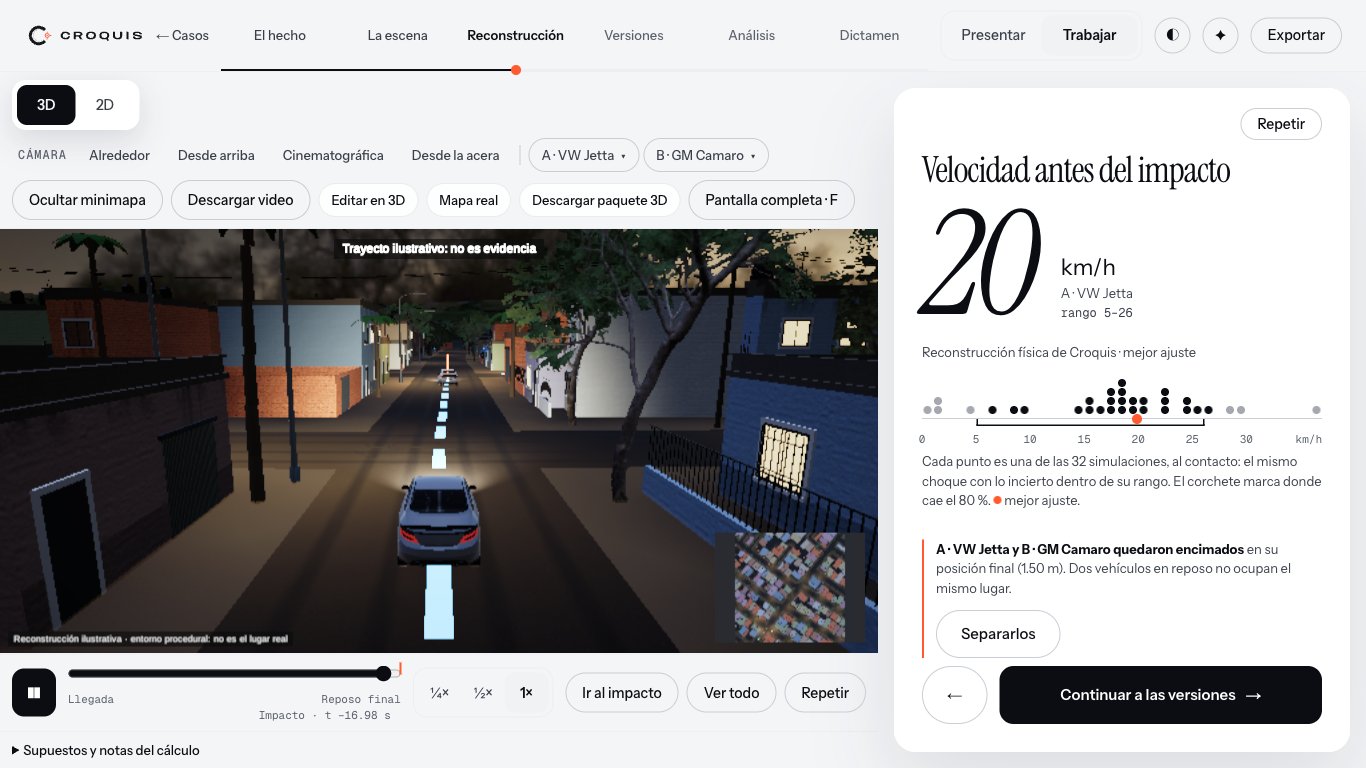 CROQUIS
← Casos
El hecho
La escena
Reconstrucción
Versiones
Análisis
Dictamen
Presentar
Trabajar
Exportar
3D
2D
CÁMARA
Alrededor
Desde arriba
Cinematográfica
Desde la acera
A · VW Jetta
B · GM Camaro
Ocultar minimapa
Descargar video
Editar en 3D
Mapa real
Descargar paquete 3D
Pantalla completa · F
Trayecto ilustrativo: no es evidencia
Reconstrucción ilustrativa - entorno procedural: no es el lugar real
Llegada
Reposo final
Impacto · t −16.98 s
¼×
½×
1×
Ir al impacto
Ver todo
Repetir
Supuestos y notas del cálculo
Repetir
Velocidad antes del impacto
20
km/h
A · VW Jetta
rango 5–26
Reconstrucción física de Croquis · mejor ajuste
0 5 10 15 20 25 30 km/h
Cada punto es una de las 32 simulaciones, al contacto: el mismo
choque con lo incierto dentro de su rango. El corchete marca donde
cae el 80 %. mejor ajuste.
A · VW Jetta y B · GM Camaro quedaron encimados en su
posición final (1.50 m). Dos vehículos en reposo no ocupan el
mismo lugar.
Separarlos
←
Continuar a las versiones →